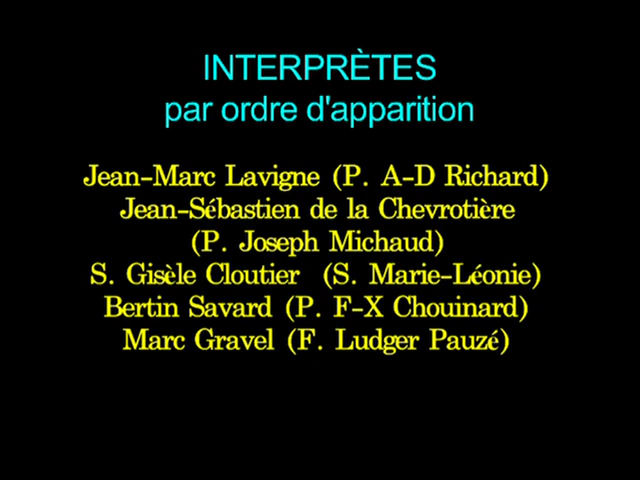 INTERPRÈTES
par ordre d'apparition
Jean-Marc Lavigne (P. A-D Richard)
Jean-Sébastien de la Chevrotière
(P. Joseph Michaud)
S. Gisèle Cloutier (S. Marie-Léonie)
Bertin Savard (P. F-X Chouinard)
Marc Gravel (F. Ludger Pauzé)